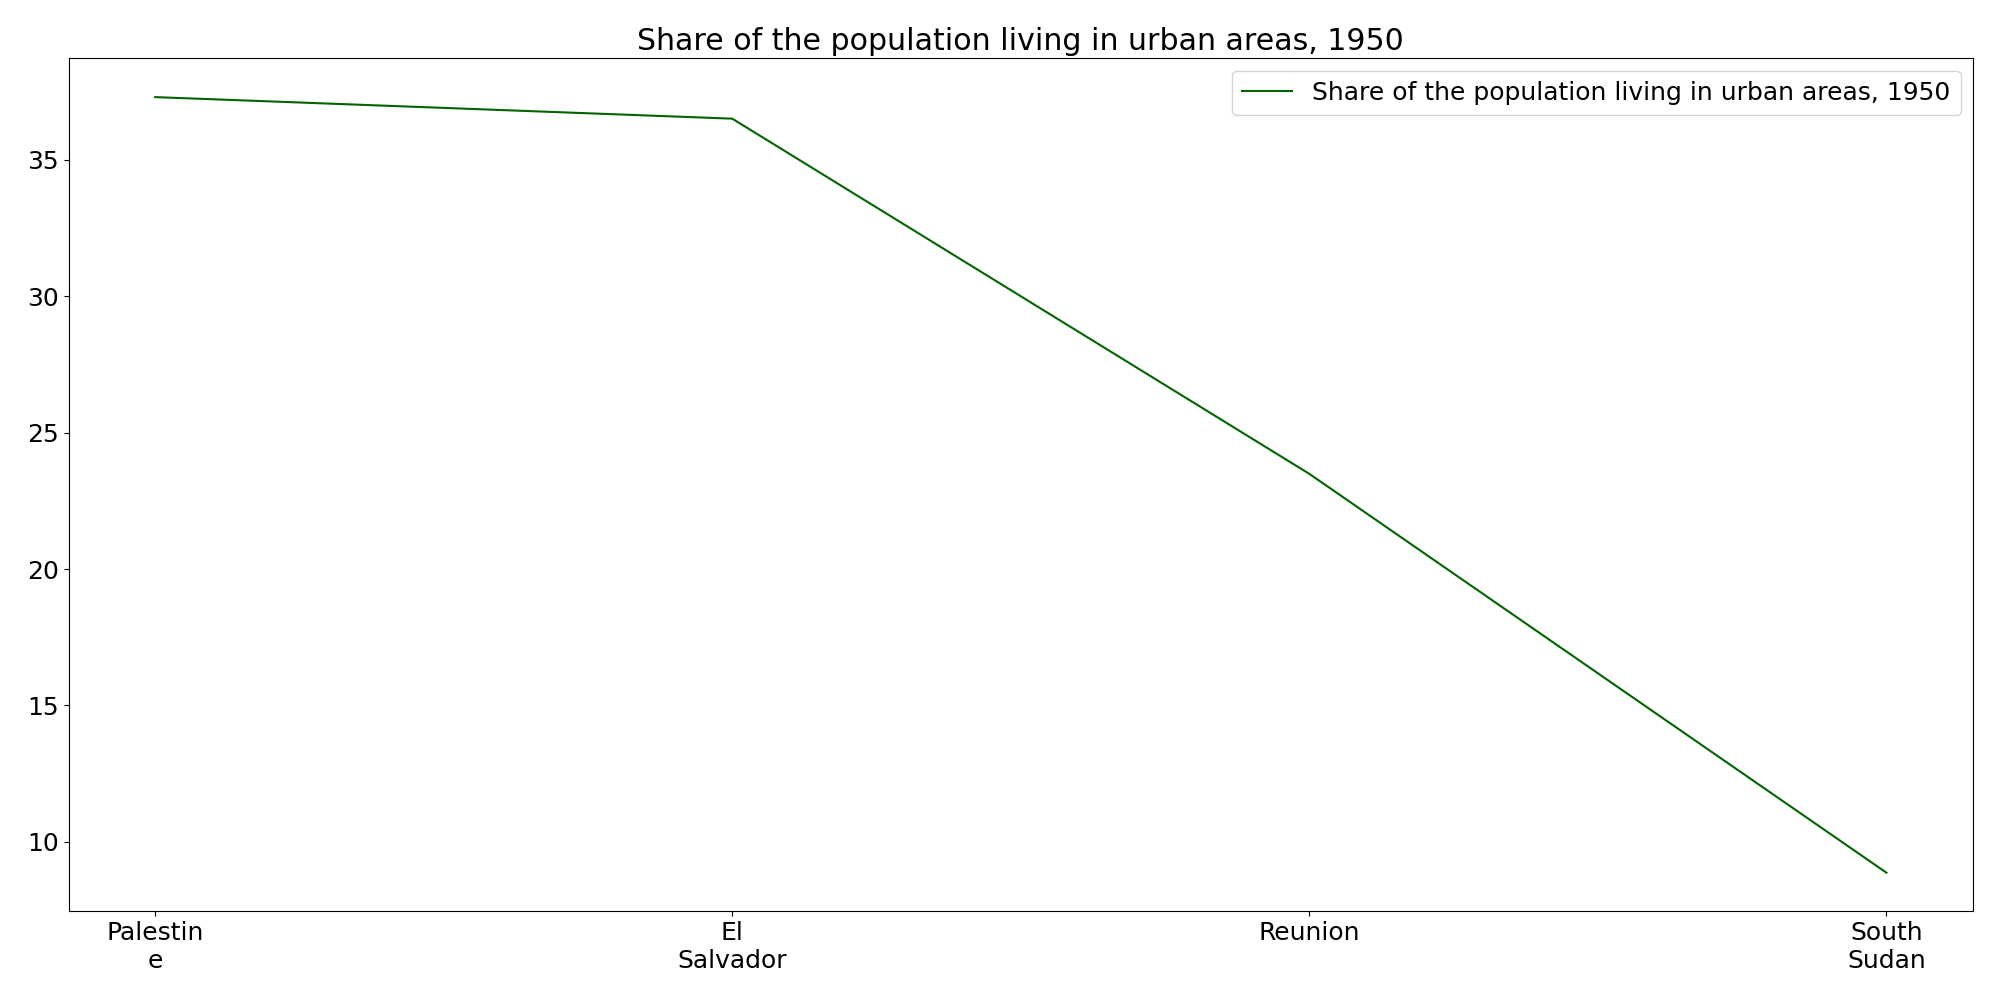 Share of the population living in urban areas, 1950
Share of the population living in urban areas, 1950
35
30
25
20
15
10
Palestin
e
El
Salvador
Reunion
South
Sudan